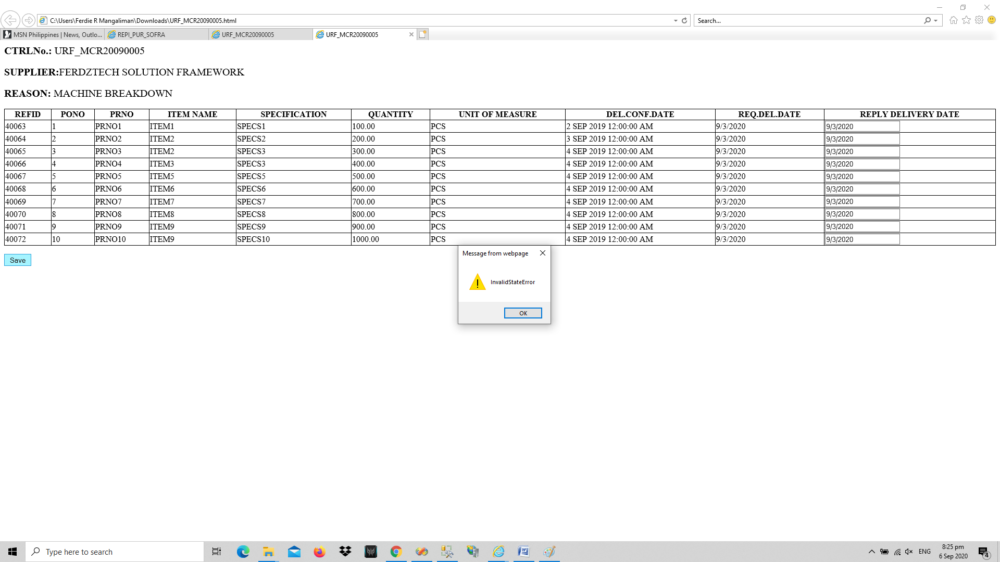 C:\Users\Ferdie R Mangaliman\Downloads\URF_MCR20090005.html
Search...
MSN Philippines | News, Outlo...
REPI_PUR_SOFRA
URF_MCR20090005
URF_MCR20090005
CTRLNo.: URF_MCR20090005
SUPPLIER:FERDZTECH SOLUTION FRAMEWORK
REASON: MACHINE BREAKDOWN
REFID PONO PRNO ITEM NAME SPECIFICATION QUANTITY UNIT OF MEASURE DEL.CONF.DATE REQ.DEL.DATE REPLY DELIVERY DATE
40063 1 PRNO1 ITEM1 SPECS1 100.00 PCS 2 SEP 2019 12:00:00 AM 9/3/2020 9/3/2020
40064 2 PRNO2 ITEM2 SPECS2 200.00 PCS 3 SEP 2019 12:00:00 AM 9/3/2020 9/3/2020
40065 3 PRNO3 ITEM2 SPECS3 300.00 PCS 4 SEP 2019 12:00:00 AM 9/3/2020 9/3/2020
40066 4 PRNO4 ITEM3 SPECS3 400.00 PCS 4 SEP 2019 12:00:00 AM 9/3/2020 9/3/2020
40067 5 PRNO5 ITEM5 SPECS5 500.00 PCS 4 SEP 2019 12:00:00 AM 9/3/2020 9/3/2020
40068 6 PRNO6 ITEM6 SPECS6 600.00 PCS 4 SEP 2019 12:00:00 AM 9/3/2020 9/3/2020
40069 7 PRNO7 ITEM7 SPECS7 700.00 PCS 4 SEP 2019 12:00:00 AM 9/3/2020 9/3/2020
40070 8 PRNO8 ITEM8 SPECS8 800.00 PCS 4 SEP 2019 12:00:00 AM 9/3/2020 9/3/2020
40071 9 PRNO9 ITEM9 SPECS9 900.00 PCS 4 SEP 2019 12:00:00 AM 9/3/2020 9/3/2020
40072 10 PRNO10 ITEM9 SPECS10 1000.00 PCS 4 SEP 2019 12:00:00 AM 9/3/2020 9/3/2020
Save
Message from webpage
InvalidStateError
OK
Type here to search
ENG
8:25 pm
6 Sep 2020
4